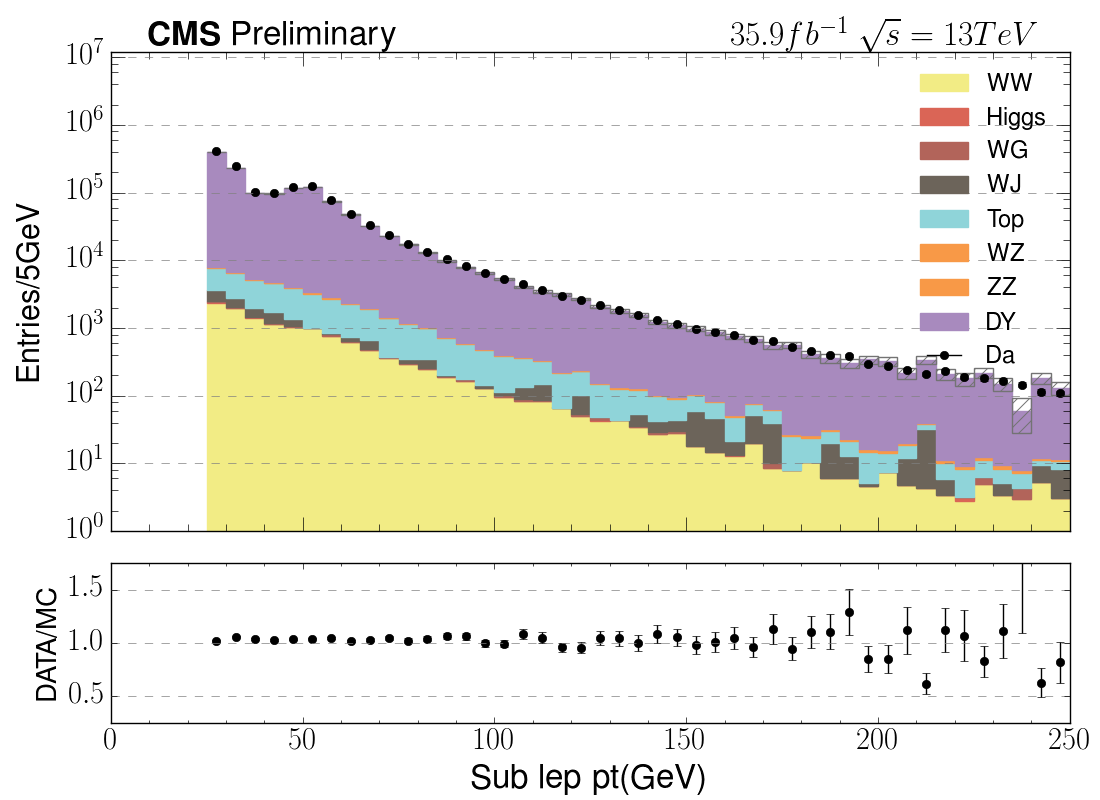 CMS Preliminary 35.9fb⁻¹ √s = 13TeV
10⁷
10⁶
10⁵
10⁴
10³
10²
10¹
10⁰
Entries/5GeV
WW
Higgs
WG
WJ
Top
WZ
ZZ
DY
Da
1.5
1.0
0.5
DATA/MC
0 50 100 150 200 250
Sub lep pt(GeV)